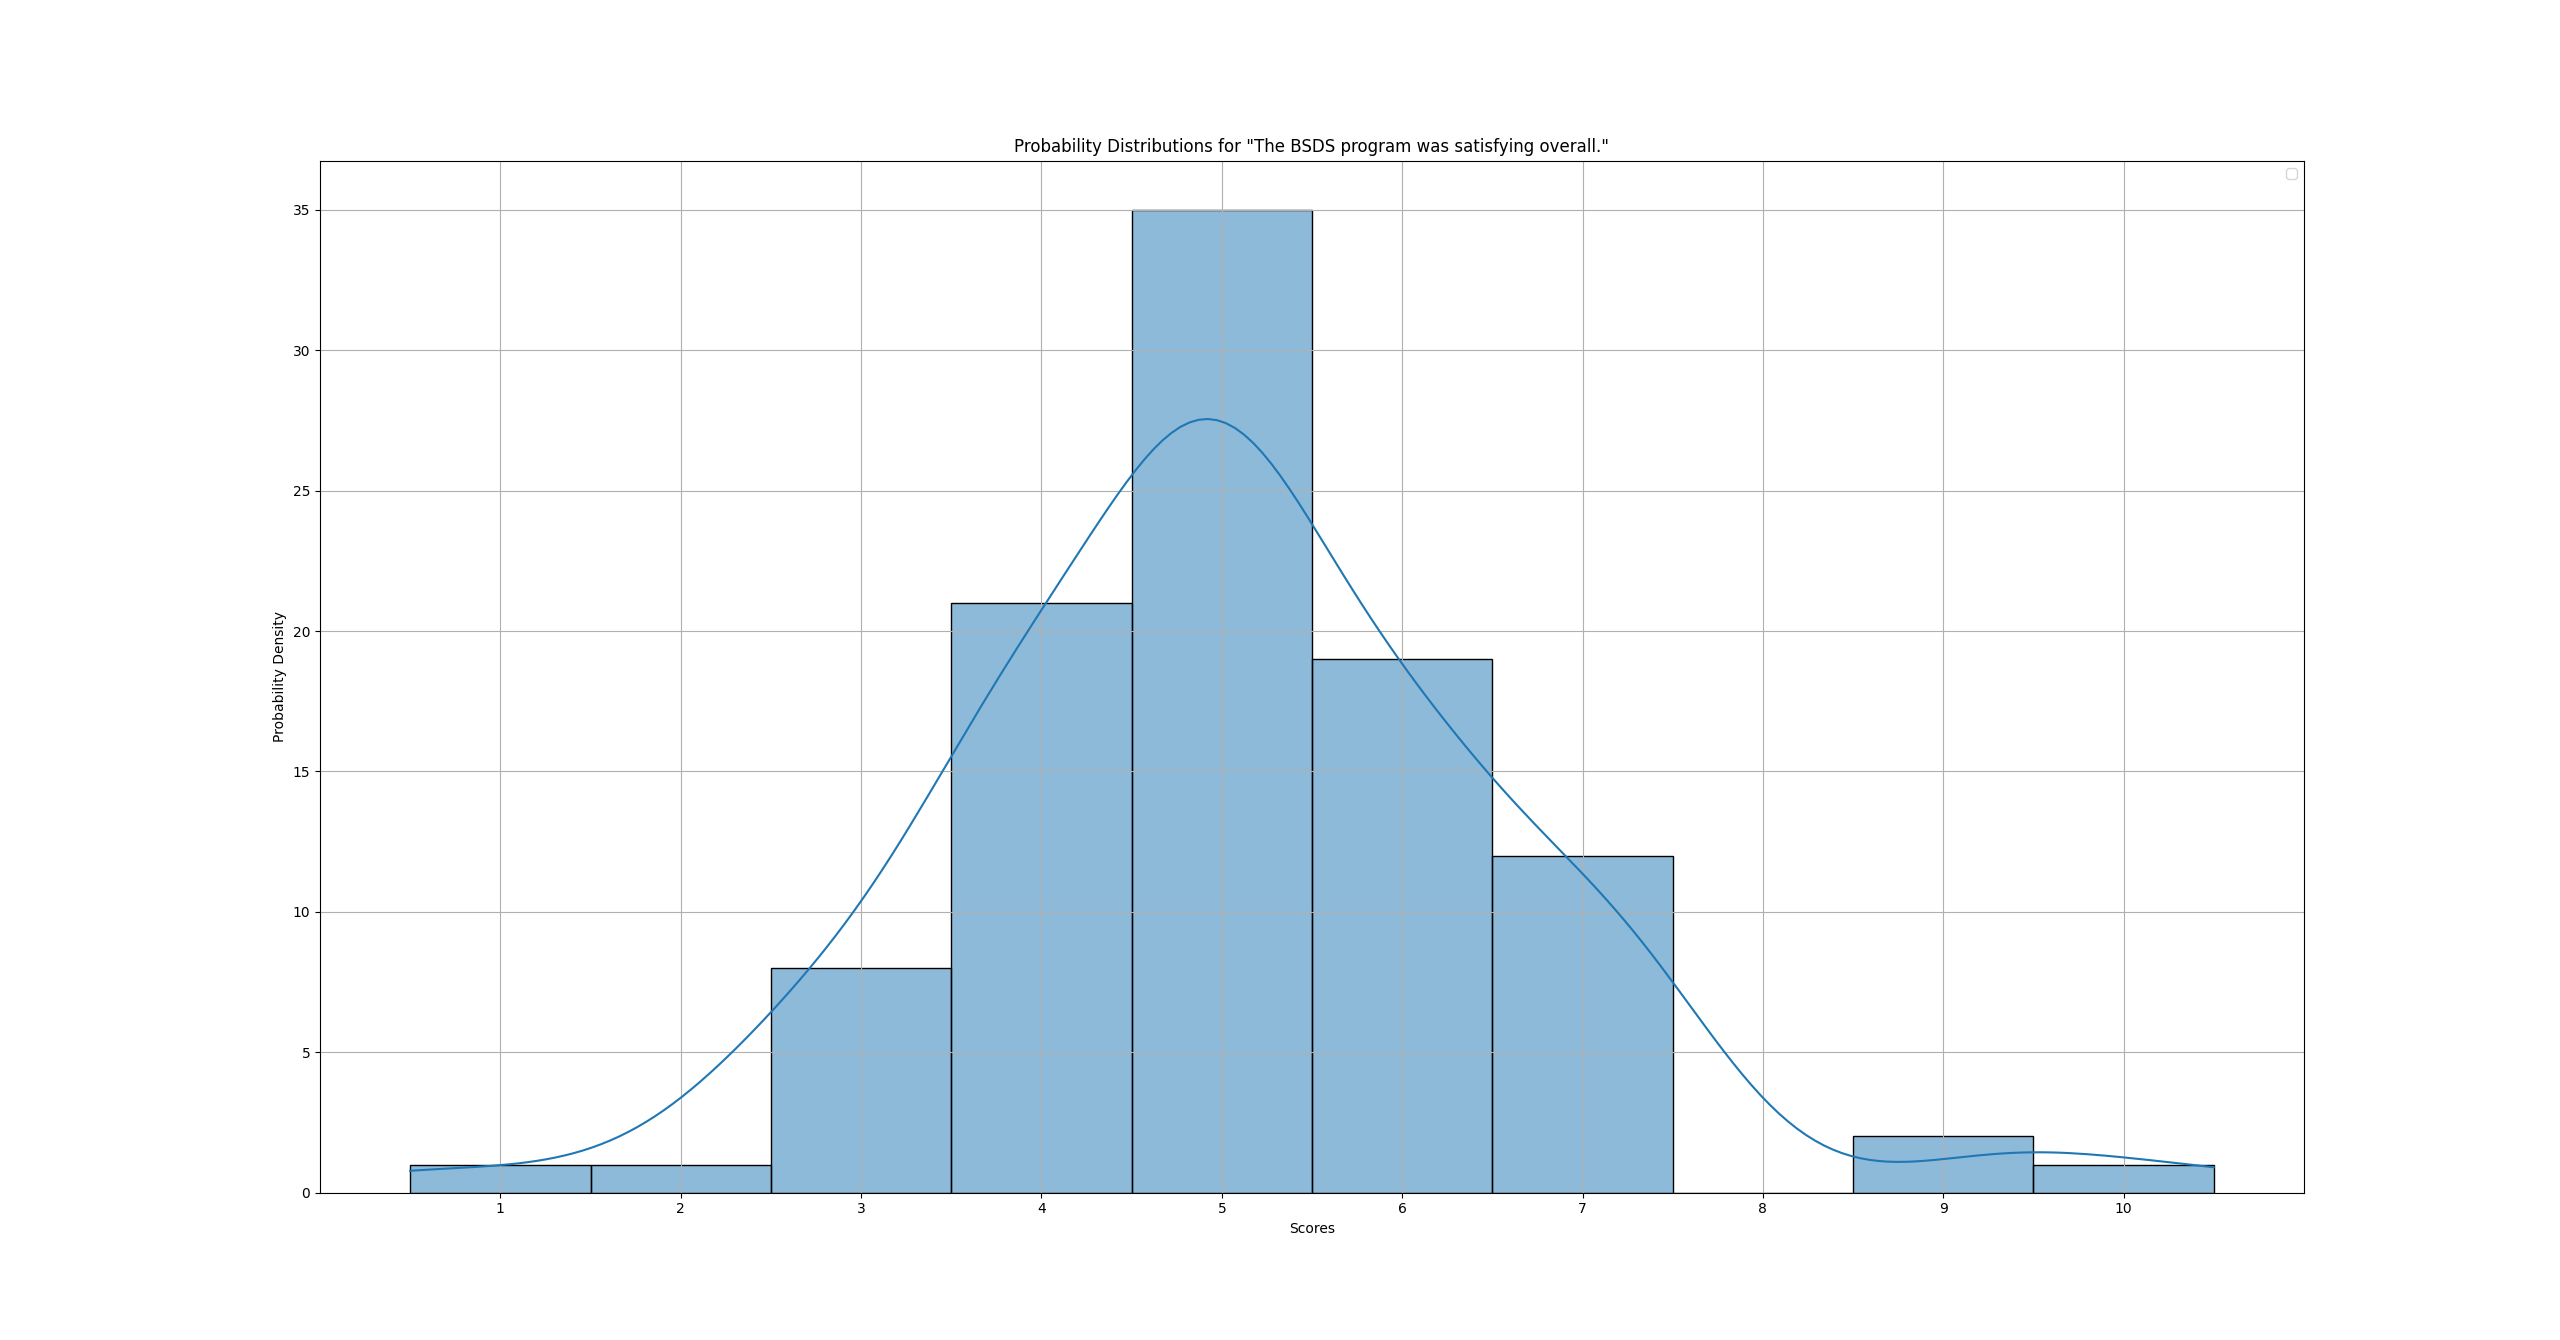 Probability Distributions for "The BSDS program was satisfying overall."
35
30
25
20
15
10
5
0
Probability Density
1 2 3 4 5 6 7 8 9 10
Scores